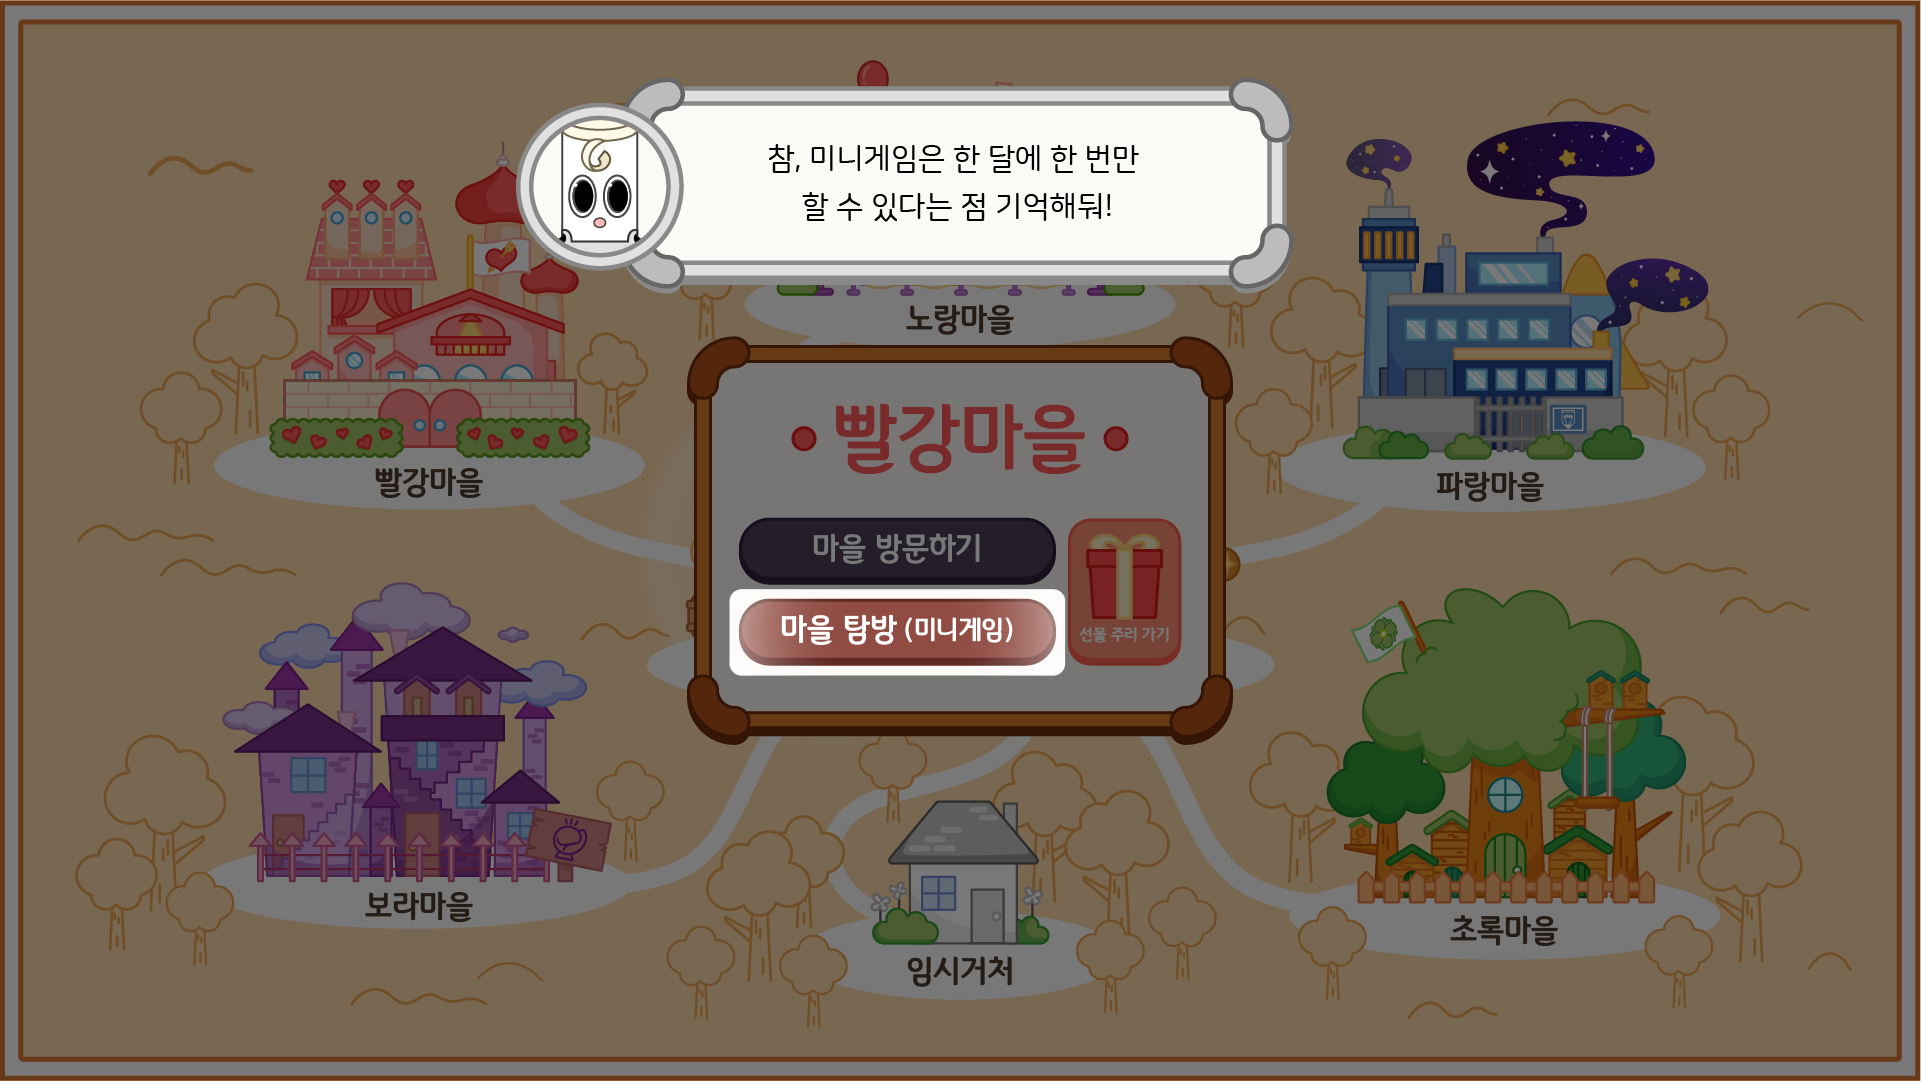 참, 미니게임은 한 달에 한 번만
할 수 있다는 점 기억해둬!
노랑마을
빨강마을
파랑마을
빨강마을
마을 방문하기
마을 탐방 (미니게임)
선물 주러 가기
보라마을
임시거처
초록마을